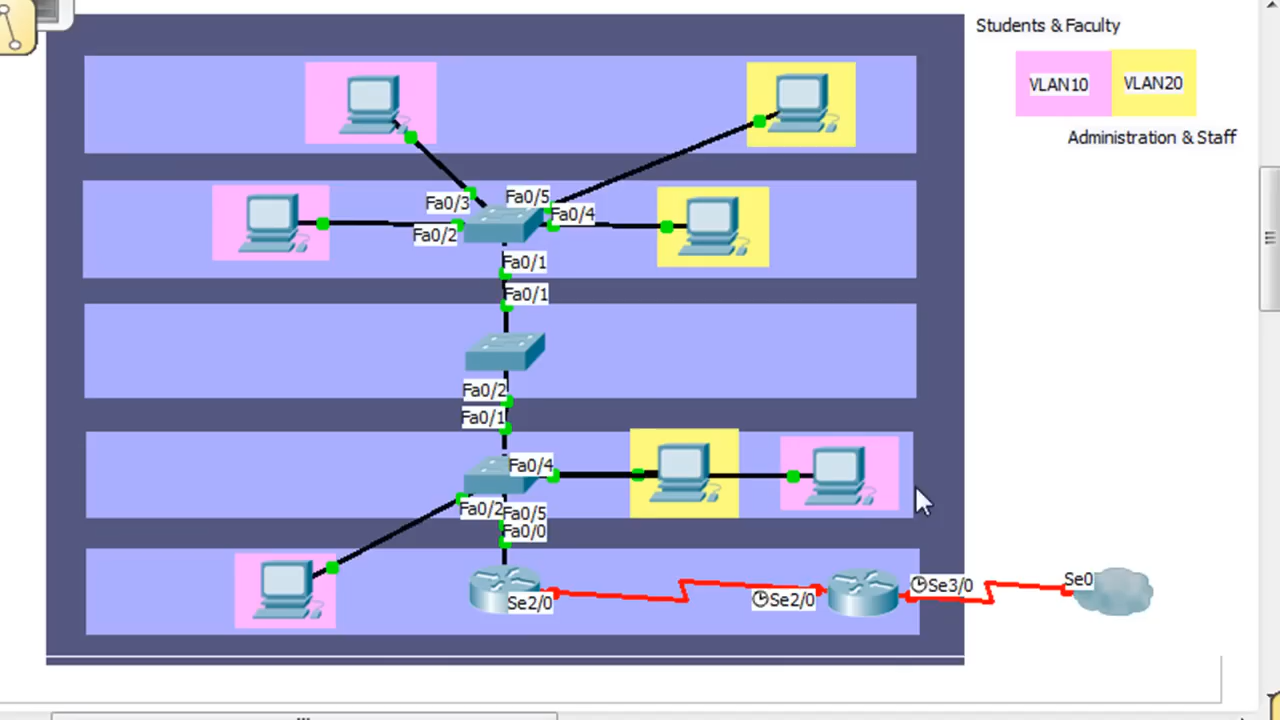 Students & Faculty
VLAN10
VLAN20
Administration & Staff
Fa0/3
Fa0/5
Fa0/4
Fa0/2
Fa0/1
Fa0/1
Fa0/2
Fa0/1
Fa0/4
Fa0/2
Fa0/5
Fa0/0
Se2/0
Se2/0
Se3/0
Se0